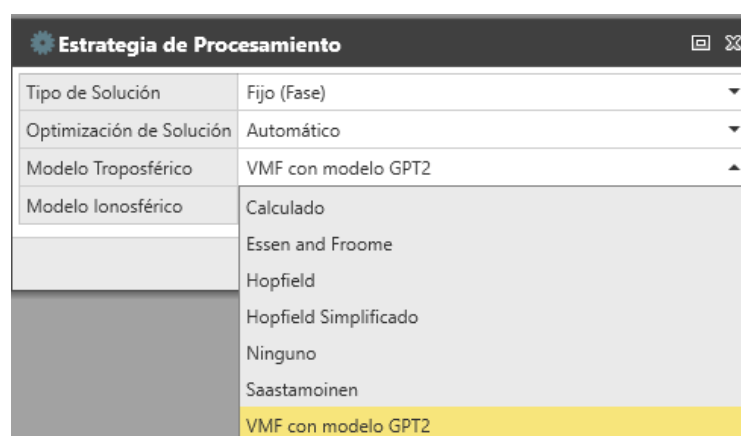 Estrategia de Procesamiento
Tipo de Solución Fijo (Fase)
Optimización de Solución Automático
Modelo Troposférico VMF con modelo GPT2
Modelo Ionosférico
Calculado
Essen and Froome
Hopfield
Hopfield Simplificado
Ninguno
Saastamoinen
VMF con modelo GPT2